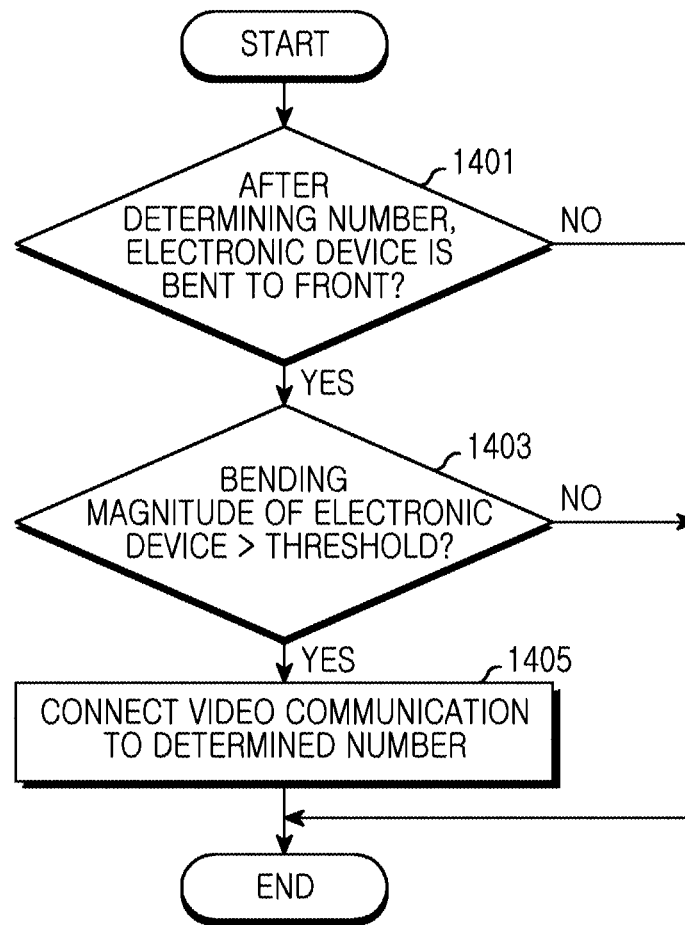 START
1401
AFTER
DETERMINING NUMBER,
ELECTRONIC DEVICE IS
BENT TO FRONT?
NO
YES
1403
BENDING
MAGNITUDE OF ELECTRONIC
DEVICE > THRESHOLD?
NO
YES
1405
CONNECT VIDEO COMMUNICATION
TO DETERMINED NUMBER
END